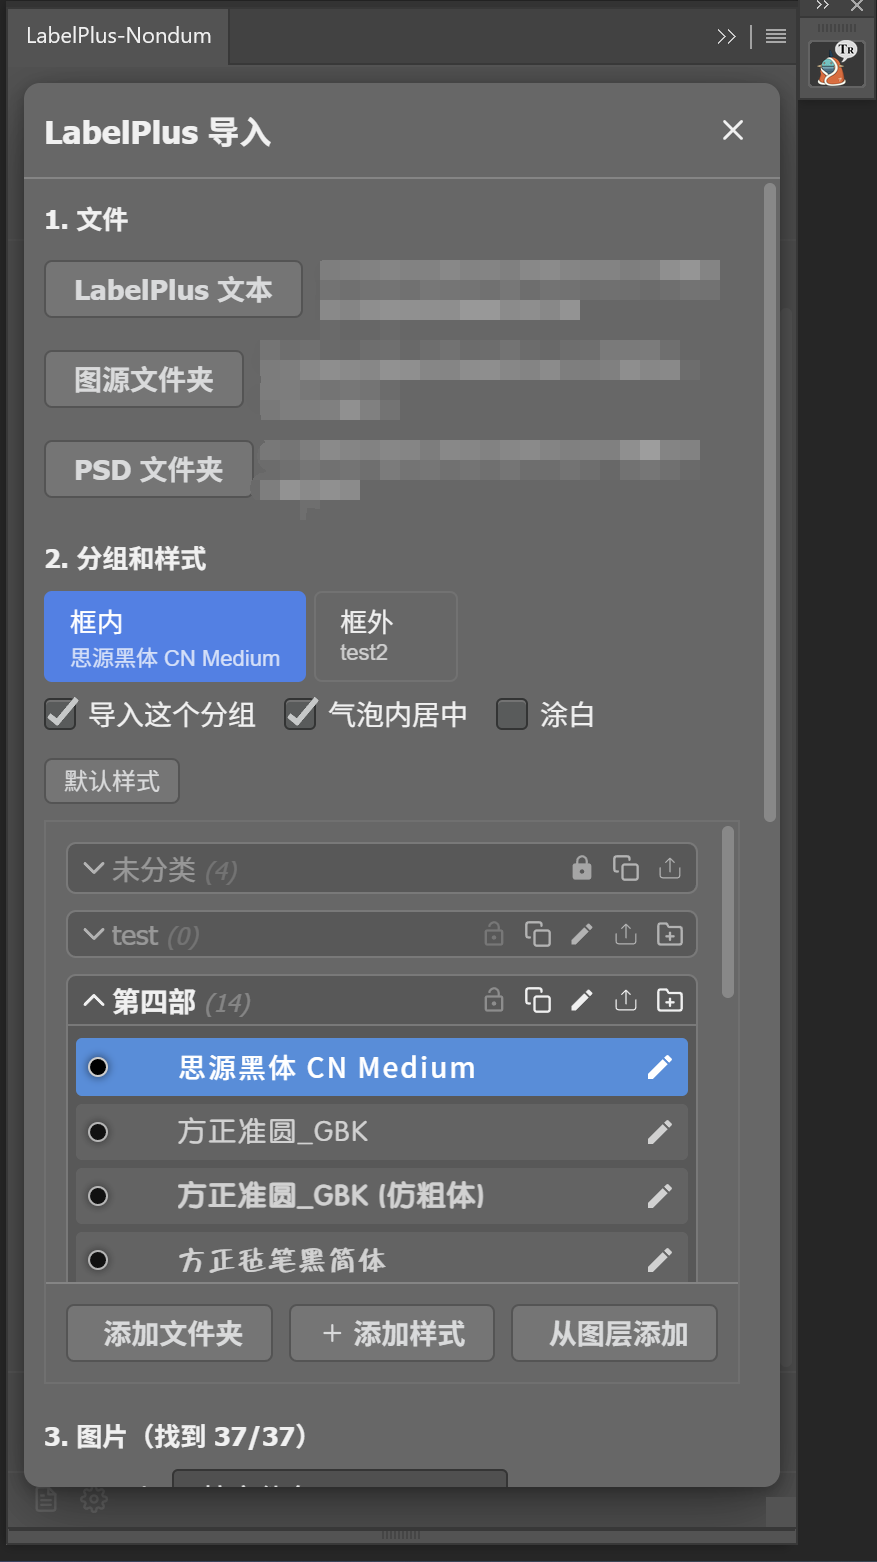 LabelPlus-Nondum
TR
LabelPlus 导入
1. 文件
LabelPlus 文本
图源文件夹
PSD 文件夹
2. 分组和样式
框内
思源黑体 CN Medium
框外
test2
导入这个分组 气泡内居中 涂白
默认样式
未分类 (4)
test (0)
第四部 (14)
思源黑体 CN Medium
方正准圆_GBK
方正准圆_GBK (仿粗体)
方正毡笔黑简体
添加文件夹 + 添加样式 从图层添加
3. 图片（找到 37/37）